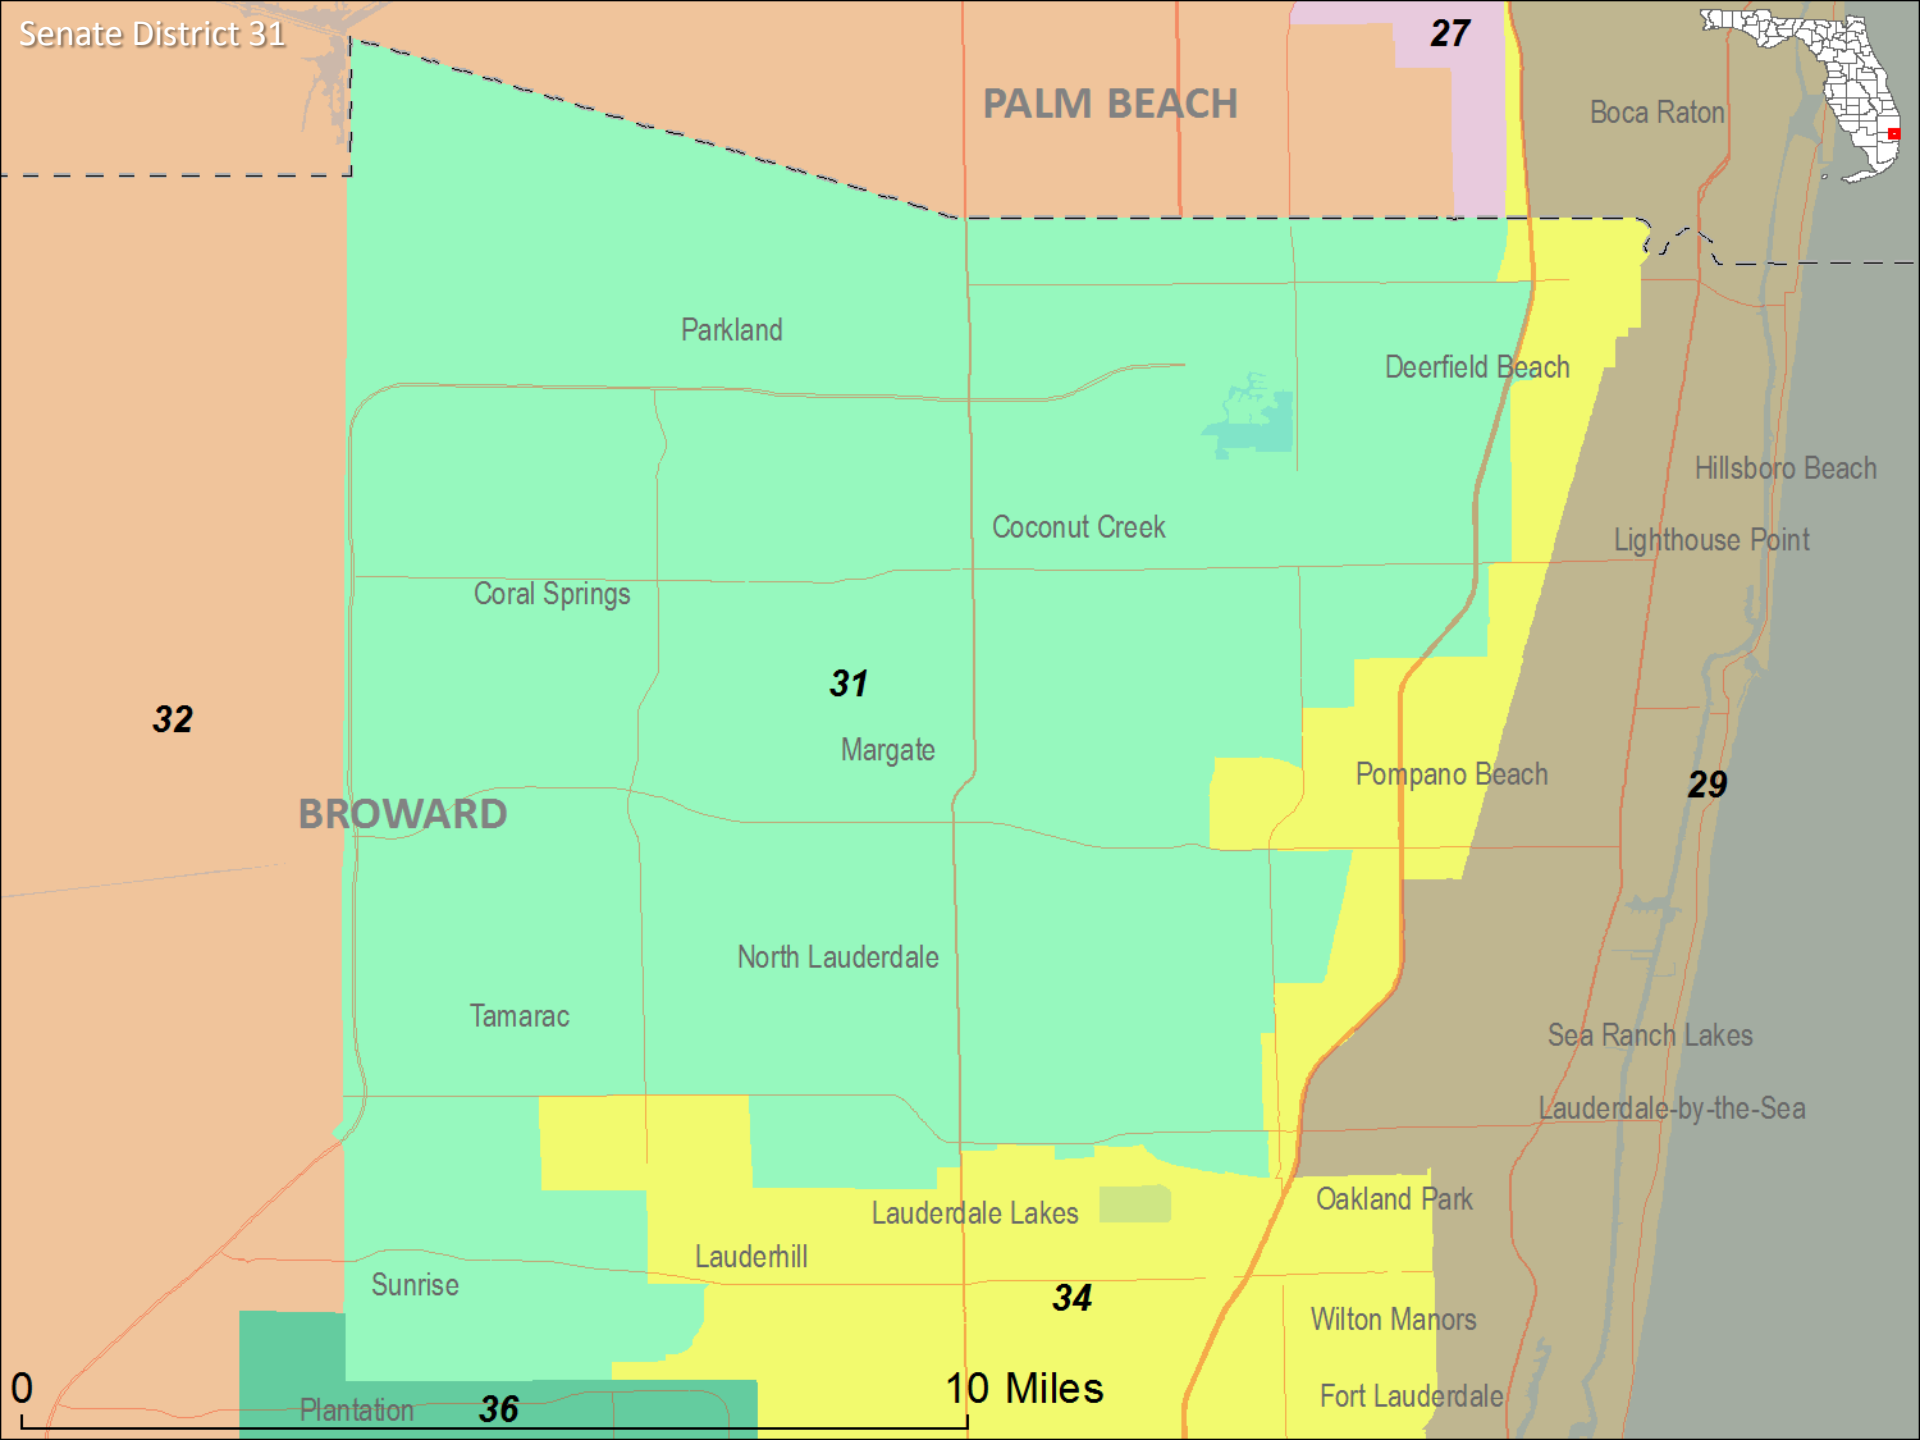 Senate District 31
27
PALM BEACH
Boca Raton
Parkland
Deerfield Beach
Hillsboro Beach
Coconut Creek
Lighthouse Point
Coral Springs
31
32
Margate
Pompano Beach
29
BROWARD
North Lauderdale
Tamarac
Sea Ranch Lakes
Lauderdale-by-the-Sea
Oakland Park
Lauderdale Lakes
Lauderhill
Sunrise
34
Wilton Manors
0
10 Miles
Fort Lauderdale
Plantation
36